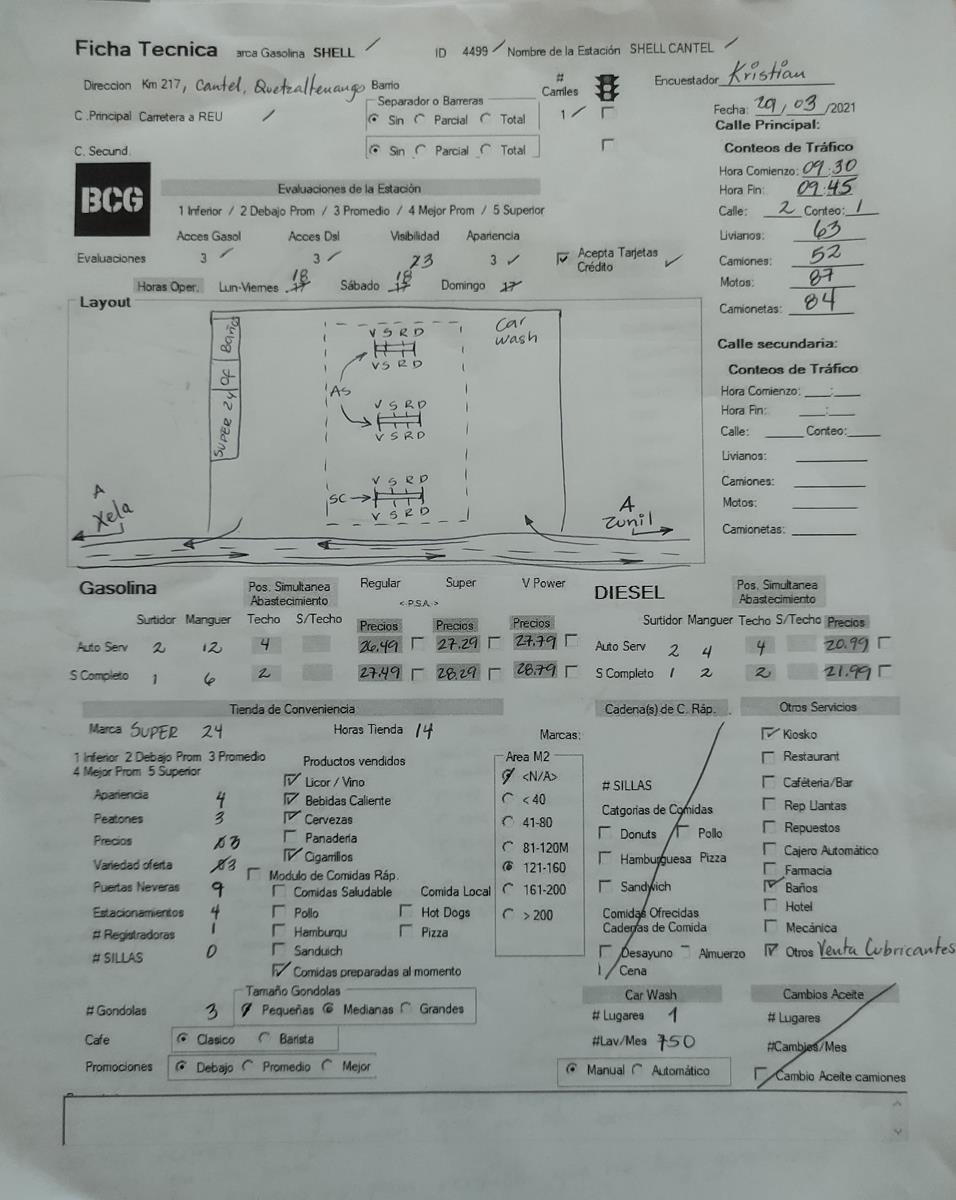 Ficha Tecnica arca Gasolina SHELL ID 4499 Nombre de la Estación SHELL CANTEL
Direccion Km 217, Cantel, Quetzaltenango Barrio # Carriles Encuestador Kristian
C .Principal Carretera a REU Separador o Barreras Sin Parcial Total 1
C. Secund. Sin Parcial Total
Fecha: 29/03/2021
Calle Principal:
Conteos de Tráfico
Hora Comienzo: 09:30
Hora Fin: 09:45
Calle: 2 Conteo: 1
Livianos: 63
Camiones: 52
Motos: 87
Camionetas: 84
BCG
Evaluaciones de la Estación
1 Inferior / 2 Debajo Prom / 3 Promedio / 4 Mejor Prom / 5 Superior
Acces Gasol Acces Dsl Visibilidad Apariencia
Evaluaciones 3 3 3 Acepta Tarjetas Crédito
Horas Oper. Lun-Viernes 18 Sábado 18 Domingo 17
Calle secundaria:
Conteos de Tráfico
Hora Comienzo: __:__
Hora Fin: __:__
Calle: Conteo:
Livianos:
Camiones:
Motos:
Camionetas:
Layout
SUPER 24 Of Baño
Car wash
V S R D
V S R D
AS
V S R D
V S R D
SC
V S R D
V S R D
A Xela
A Zunil
Gasolina Pos. Simultanea Abastecimiento Regular Super V Power
<.P.S.A.>
Surtidor Manguer Techo S/Techo Precios Precios Precios
Auto Serv 2 12 4 26.49 27.29 27.79
S Completo 1 6 2 27.49 28.29 28.79
DIESEL Pos. Simultanea Abastecimiento
Surtidor Manguer Techo S/Techo Precios
Auto Serv 2 4 4 20.99
S Completo 1 2 2 21.99
Tienda de Conveniencia
Marca SUPER 24 Horas Tienda 14 Marcas:
1 Inferior 2 Debajo Prom 3 Promedio
4 Mejor Prom 5 Superior
Apariencia 4
Peatones 3
Precios 3
Variedad oferta 3
Puertas Neveras 9
Estacionamientos 4
# Registradoras 1
# SILLAS 0
Productos vendidos
Licor / Vino
Bebidas Caliente
Cervezas
Panaderia
Cigarrillos
Modulo de Comidas Ráp.
Comidas Saludable Comida Local
Pollo Hot Dogs
Hamburqu Pizza
Sanduich
Comidas preparadas al momento
Area M2
<N/A>
< 40
41-80
81-120M
121-160
161-200
> 200
# Gondolas 3
Tamaño Gondolas
Pequeñas Medianas Grandes
Cafe Clasico Barista
Promociones Debajo Promedio Mejor
Cadena(s) de C. Ráp.
# SILLAS
Catgorias de Comidas
Donuts Pollo
Hamburguesa Pizza
Sandwich
Comidas Ofrecidas
Cadenas de Comida
Desayuno Almuerzo
Cena
Otros Servicios
Kiosko
Restaurant
Caféteria/Bar
Rep Llantas
Repuestos
Cajero Automático
Farmacia
Baños
Hotel
Mecánica
Otros Venta Lubricantes
Car Wash
# Lugares 1
#Lav/Mes 750
Manual Automático
Cambios Aceite
# Lugares
#Cambios/Mes
Cambio Aceite camiones